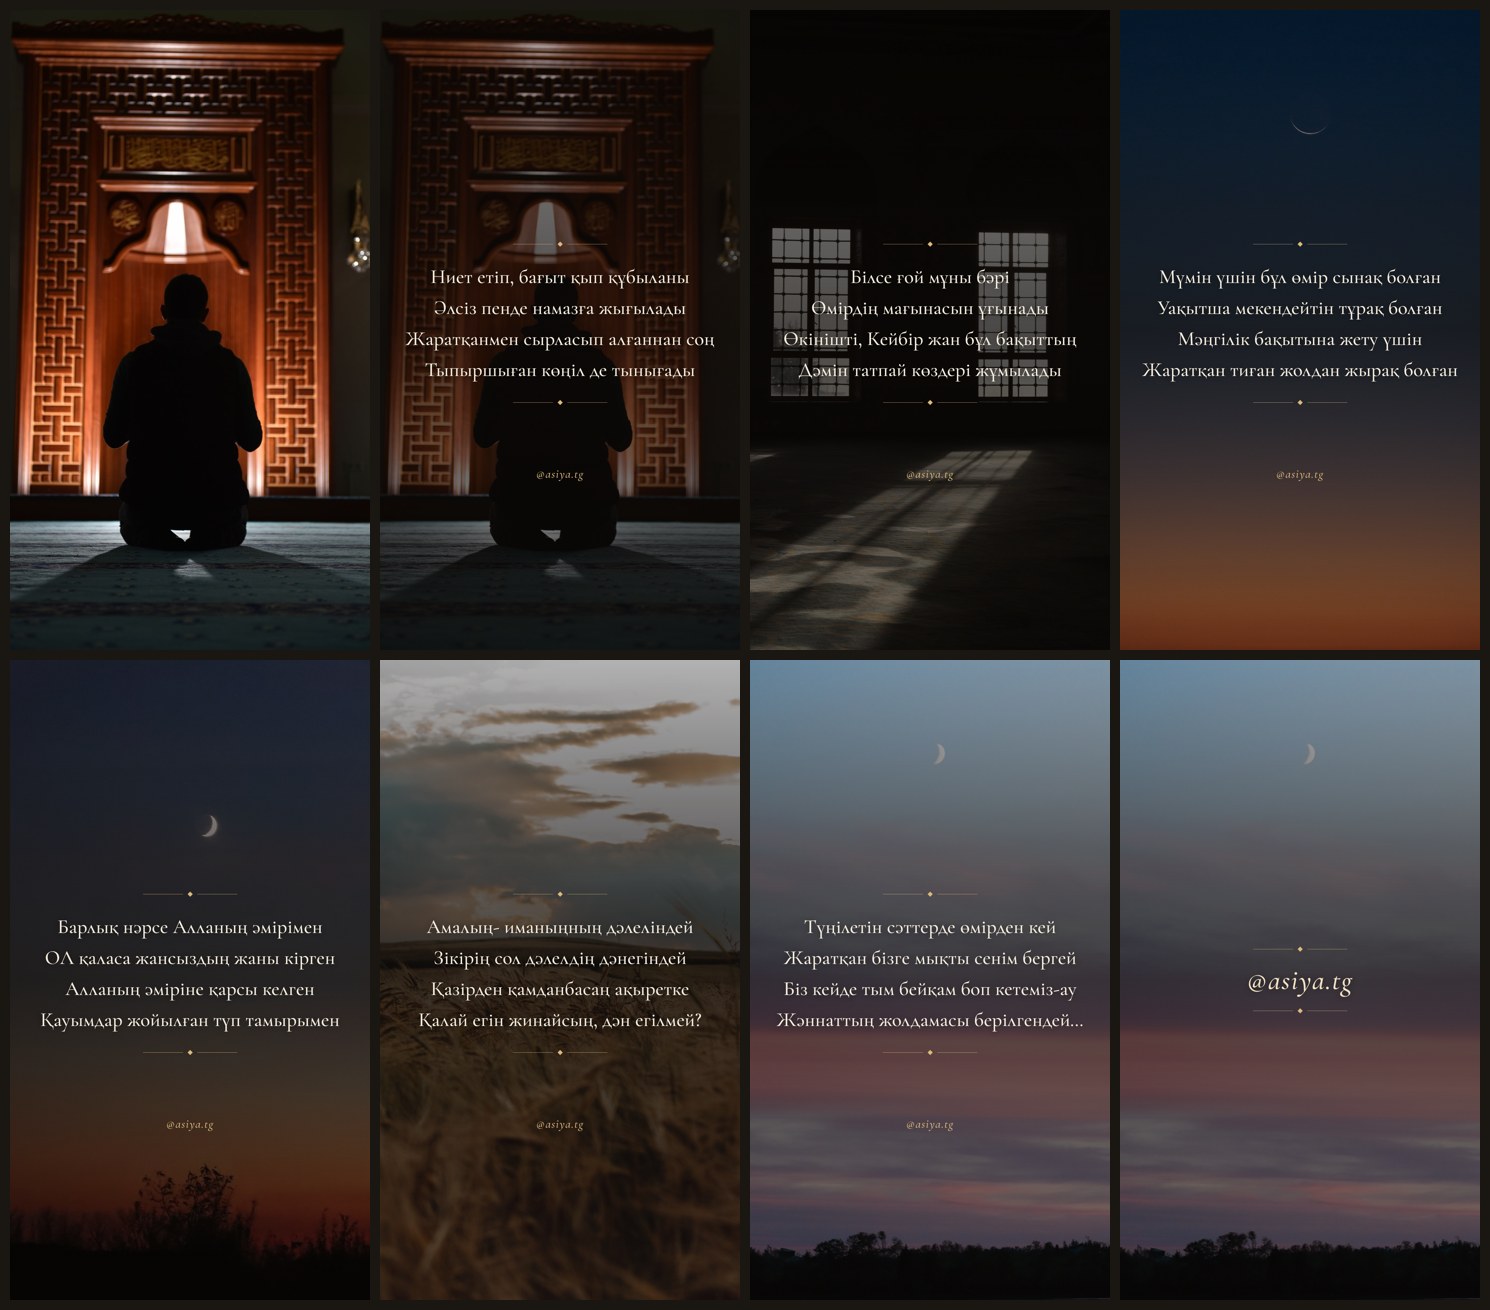 Ниет етіп, бағыт қып құбыланы
Әлсіз пенде намазға жығылады
Жаратқанмен сырласып алғаннан соң
Тыпыршыған көңіл де тынығады
@asiya.tg
Білсе ғой мұны бәрі
Өмірдің мағынасын ұғынады
Өкінішті, Кейбір жан бұл бақыттың
Дәмін татпай көздері жұмылады
@asiya.tg
Мүмін үшін бұл өмір сынақ болған
Уақытша мекендейтін тұрақ болған
Мәңгілік бақытына жету үшін
Жаратқан тиған жолдан жырақ болған
@asiya.tg
Барлық нәрсе Алланың әмірімен
ОЛ қаласа жансыздың жаны кірген
Алланың әміріне қарсы келген
Қауымдар жойылған түп тамырымен
@asiya.tg
Амалың- иманыңның дәлеліндей
Зікірің сол дәлелдің дәнегіндей
Қазірден қамданбасаң ақыретке
Қалай егін жинайсың, дән егілмей?
@asiya.tg
Түңілетін сәттерде өмірден кей
Жаратқан бізге мықты сенім бергей
Біз кейде тым бейқам боп кетеміз-ау
Жәннаттың жолдамасы берілгендей...
@asiya.tg
@asiya.tg